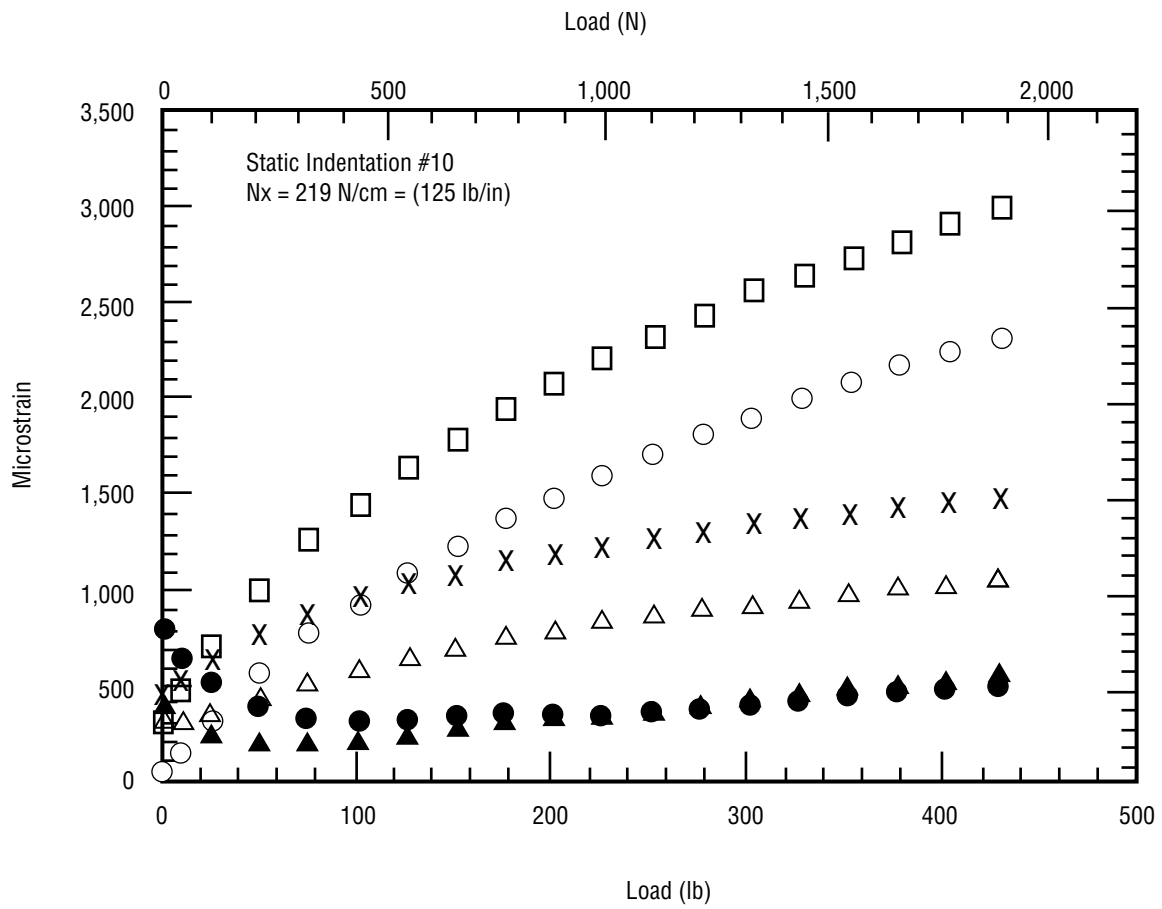 Load (N)
0 500 1,000 1,500 2,000
3,500
Static Indentation #10
Nx = 219 N/cm = (125 lb/in)
3,000
2,500
2,000
Microstrain
1,500
1,000
500
0
0 100 200 300 400 500
Load (lb)